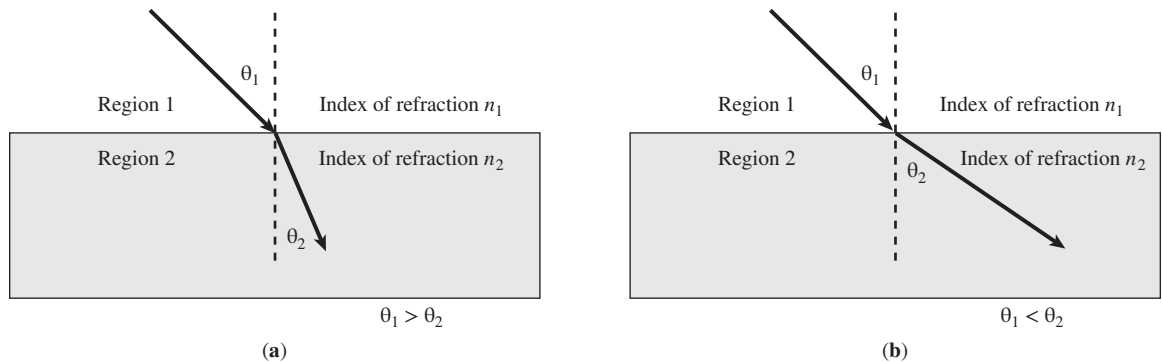 θ1
Region 1 Index of refraction n1
Region 2 Index of refraction n2
θ2
θ1 > θ2
(a)
θ1
Region 1 Index of refraction n1
Region 2 Index of refraction n2
θ2
θ1 < θ2
(b)